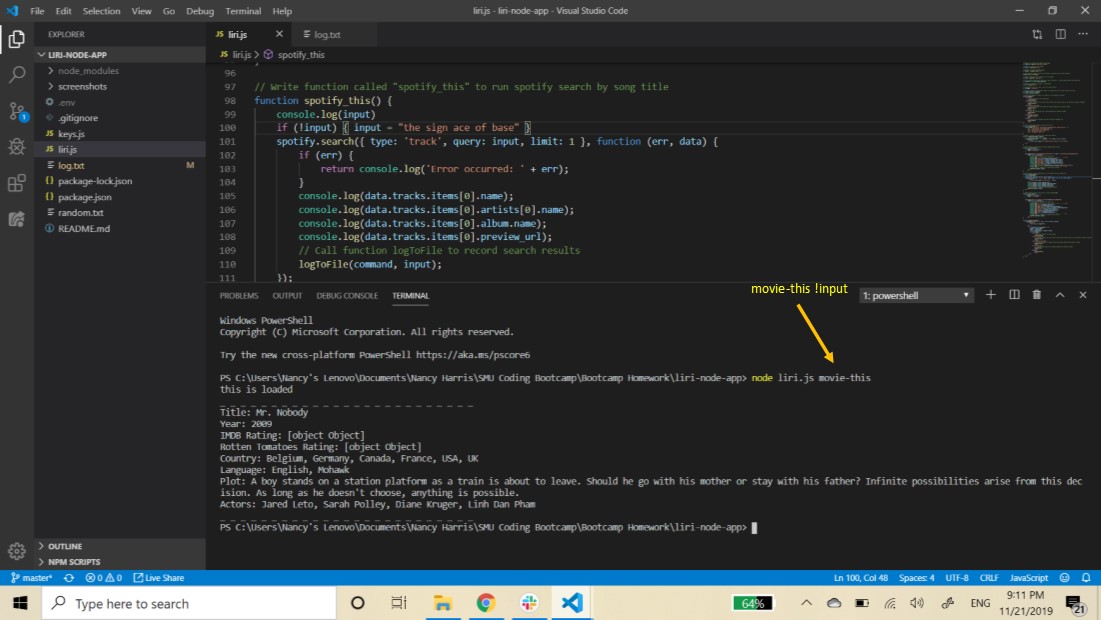 File Edit Selection View Go Debug Terminal Help
liri.js - liri-node-app - Visual Studio Code
EXPLORER
LIRI-NODE-APP
node_modules
screenshots
.env
.gitignore
JS keys.js
JS liri.js
log.txt M
{} package-lock.json
{} package.json
random.txt
README.md
OUTLINE
NPM SCRIPTS
1
JS liri.js
log.txt
JS liri.js > spotify_this
96
97 // Write function called "spotify_this" to run spotify search by song title
98 function spotify_this() {
99 console.log(input)
100 if (!input) { input = "the sign ace of base" }
101 spotify.search({ type: 'track', query: input, limit: 1 }, function (err, data) {
102 if (err) {
103 return console.log('Error occurred: ' + err);
104 }
105 console.log(data.tracks.items[0].name);
106 console.log(data.tracks.items[0].artists[0].name);
107 console.log(data.tracks.items[0].album.name);
108 console.log(data.tracks.items[0].preview_url);
109 // Call function logToFile to record search results
110 logToFile(command, input);
111 });
movie-this !input
PROBLEMS OUTPUT DEBUG CONSOLE TERMINAL
1: powershell
Windows PowerShell
Copyright (C) Microsoft Corporation. All rights reserved.
Try the new cross-platform PowerShell https://aka.ms/pscore6
PS C:\Users\Nancy's Lenovo\Documents\Nancy Harris\SMU Coding Bootcamp\Bootcamp Homework\liri-node-app> node liri.js movie-this
this is loaded
_ _ _ _ _ _ _ _ _ _ _ _ _ _ _ _ _ _ _ _ _ _ _
Title: Mr. Nobody
Year: 2009
IMDB Rating: [object Object]
Rotten Tomatoes Rating: [object Object]
Country: Belgium, Germany, Canada, France, USA, UK
Language: English, Mohawk
Plot: A boy stands on a station platform as a train is about to leave. Should he go with his mother or stay with his father? Infinite possibilities arise from this dec
ision. As long as he doesn't choose, anything is possible.
Actors: Jared Leto, Sarah Polley, Diane Kruger, Linh Dan Pham
_ _ _ _ _ _ _ _ _ _ _ _ _ _ _ _ _ _ _ _ _ _ _
PS C:\Users\Nancy's Lenovo\Documents\Nancy Harris\SMU Coding Bootcamp\Bootcamp Homework\liri-node-app>
master* 0 0 Live Share
Ln 100, Col 48 Spaces: 4 UTF-8 CRLF JavaScript
Type here to search
64%
ENG
9:11 PM
11/21/2019
21